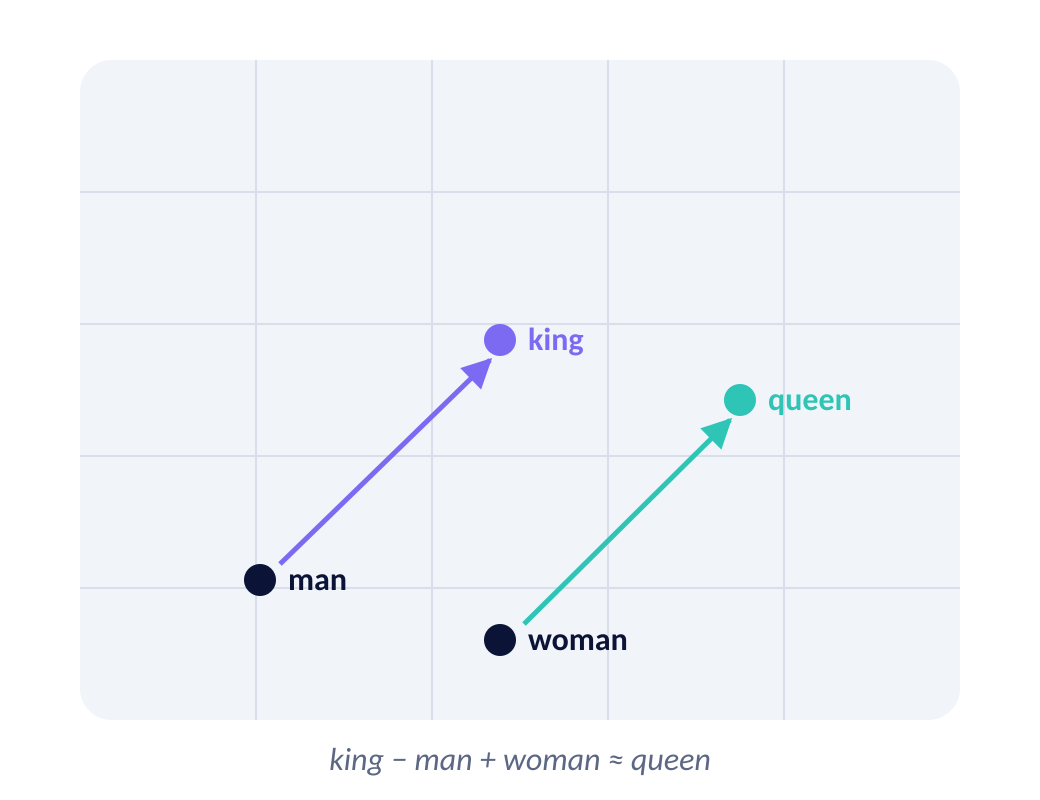 king
queen
man
woman
king − man + woman ≈ queen